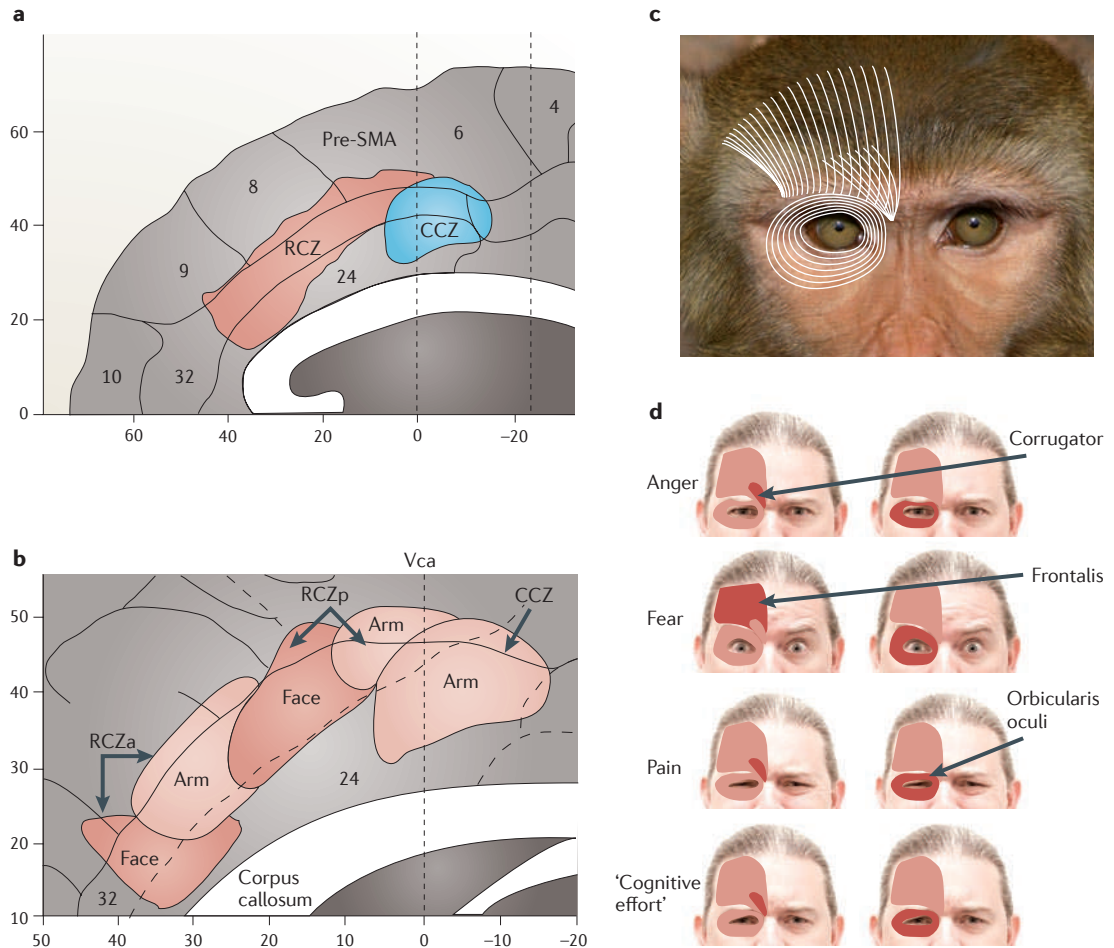 a
60
40
20
0
60
40
20
0
–20
Pre-SMA
6
4
8
9
RCZ
CCZ
24
10
32
b
Vca
50
40
30
20
10
50
40
30
20
10
0
–10
–20
RCZp
CCZ
Arm
Face
Arm
RCZa
Arm
24
Face
32
Corpus
callosum
c
d
Corrugator
Anger
Frontalis
Fear
Orbicularis
oculi
Pain
‘Cognitive
effort’